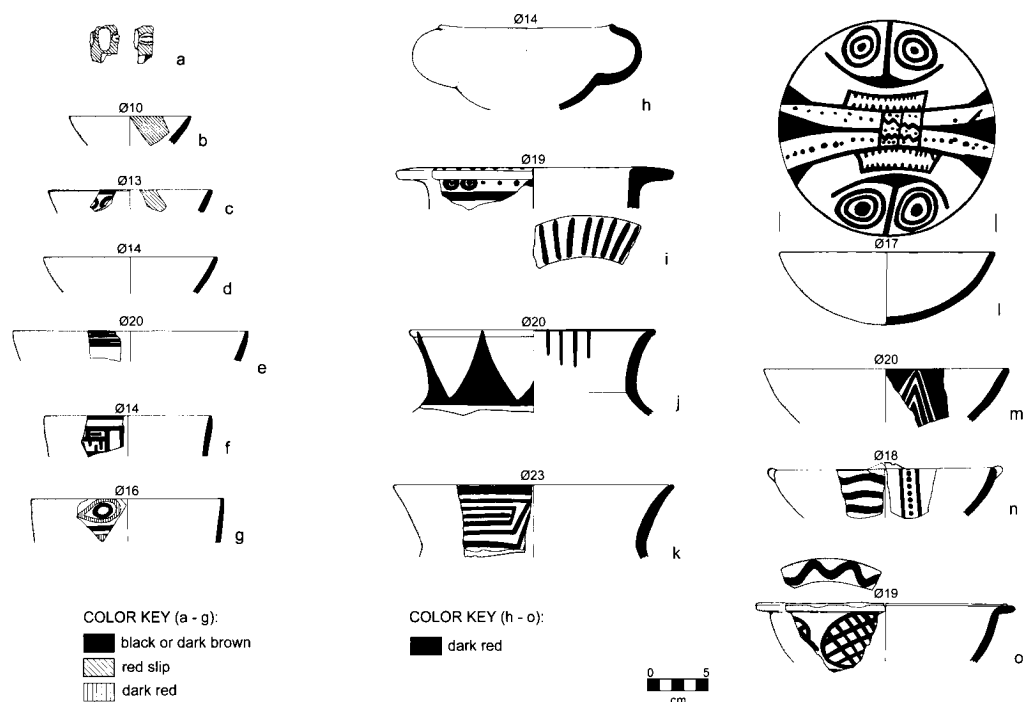 a
Ø10
b
Ø13
c
Ø14
d
Ø20
e
Ø14
f
Ø16
g
COLOR KEY (a - g):
black or dark brown
red slip
dark red
Ø14
h
Ø19
i
Ø20
j
Ø23
k
COLOR KEY (h - o):
dark red
0 5
cm
Ø17
l
Ø20
m
Ø18
n
Ø19
o